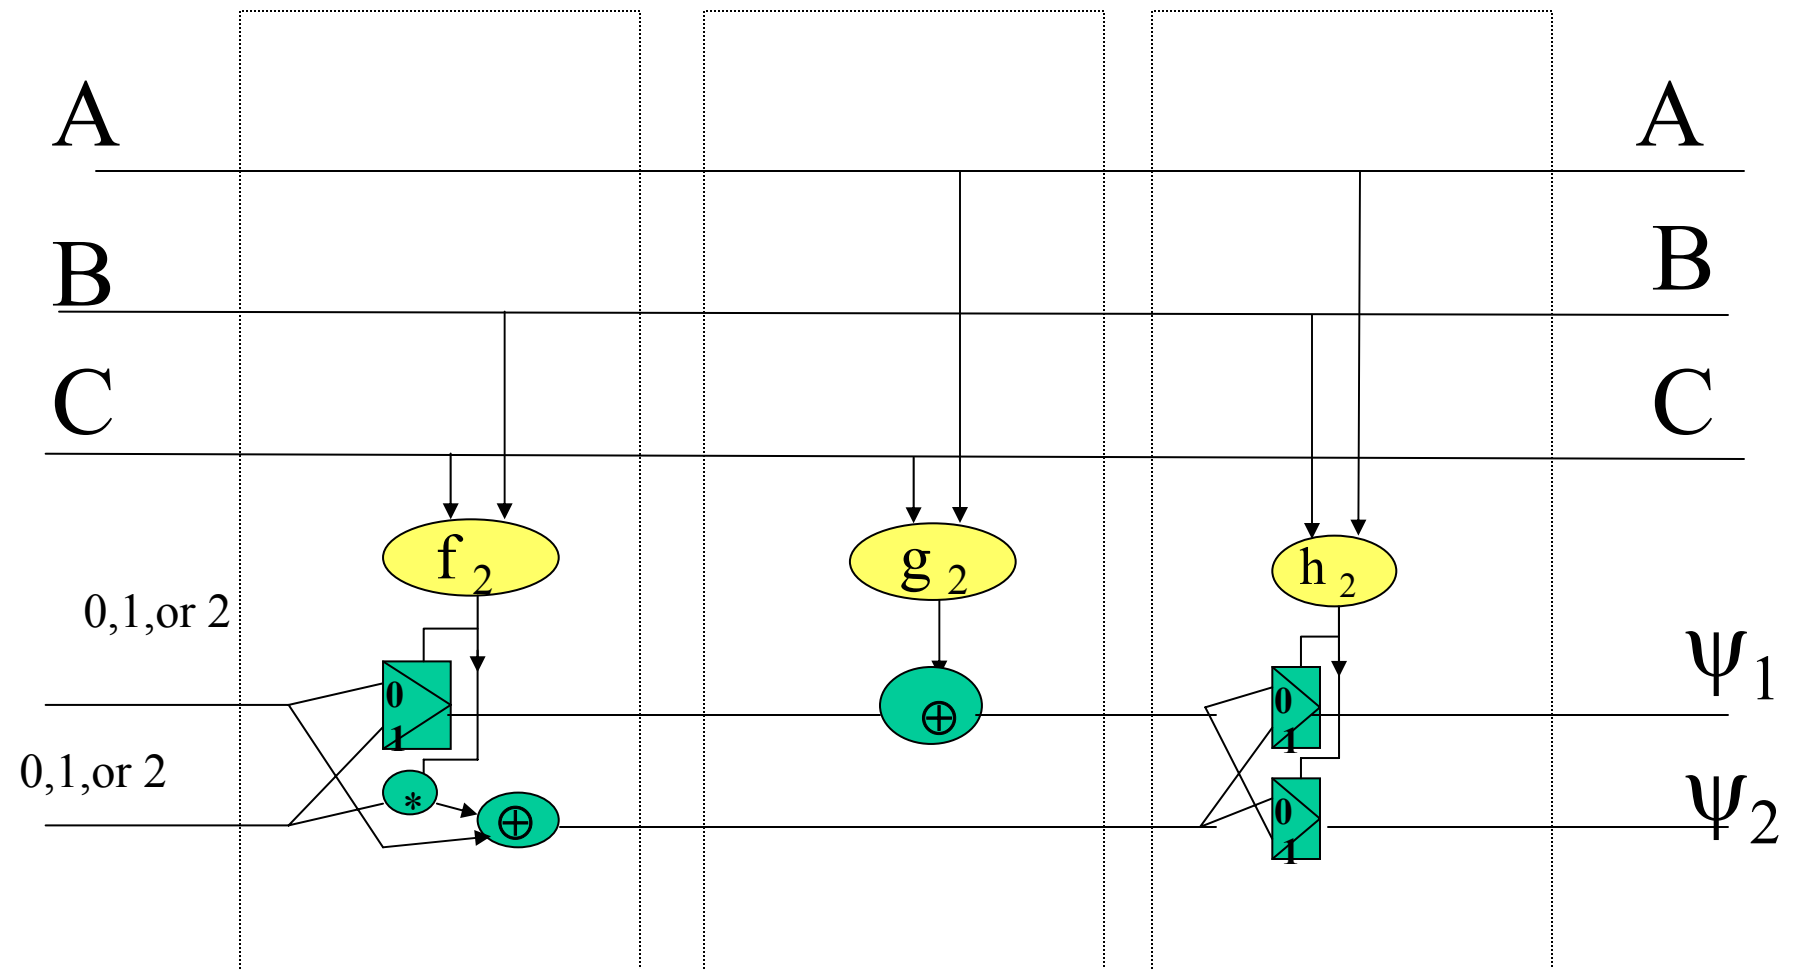 A A
B B
C C
f 2 g 2 h 2
0,1,or 2
ψ1
0 0
1 ⊕ 1
0,1,or 2
ψ2
* ⊕ 0
1